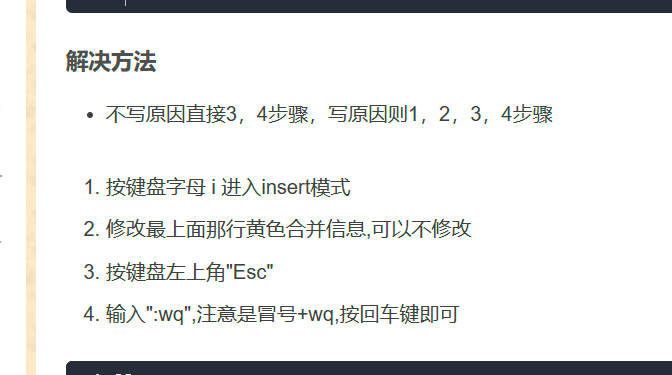 解决方法
不写原因直接3，4步骤，写原因则1，2，3，4步骤
1. 按键盘字母 i 进入insert模式
2. 修改最上面那行黄色合并信息,可以不修改
3. 按键盘左上角"Esc"
4. 输入":wq",注意是冒号+wq,按回车键即可